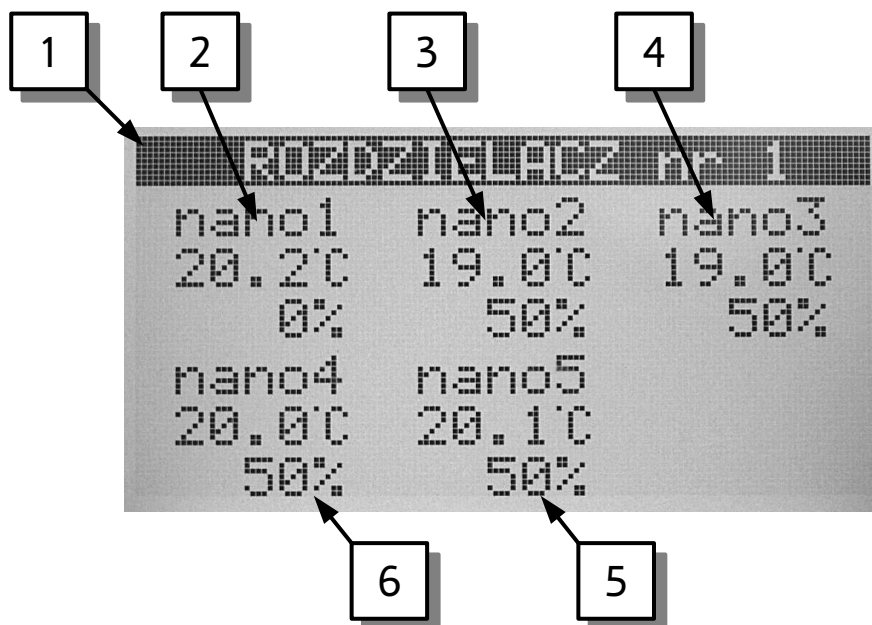 1 2 3 4
ROZDZIELACZ nr 1
nano1 nano2 nano3
20.2°C 19.0°C 19.0°C
0% 50% 50%
nano4 nano5
20.0°C 20.1°C
50% 50%
6 5